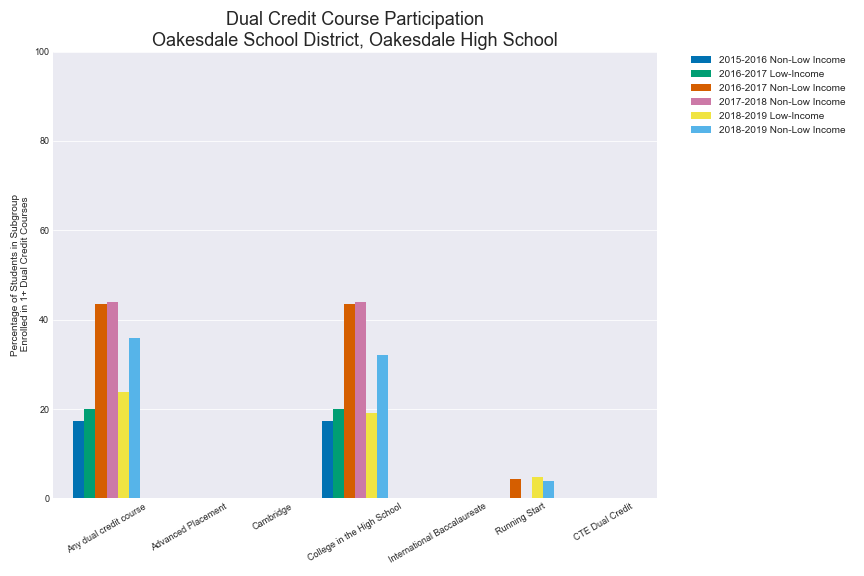 Dual Credit Course Participation
Oakesdale School District, Oakesdale High School
2015-2016 Non-Low Income
2016-2017 Low-Income
2016-2017 Non-Low Income
2017-2018 Non-Low Income
2018-2019 Low-Income
2018-2019 Non-Low Income
Percentage of Students in Subgroup
Enrolled in 1+ Dual Credit Courses
100
80
60
40
20
0
Any dual credit course
Advanced Placement
Cambridge
College in the High School
International Baccalaureate
Running Start
CTE Dual Credit